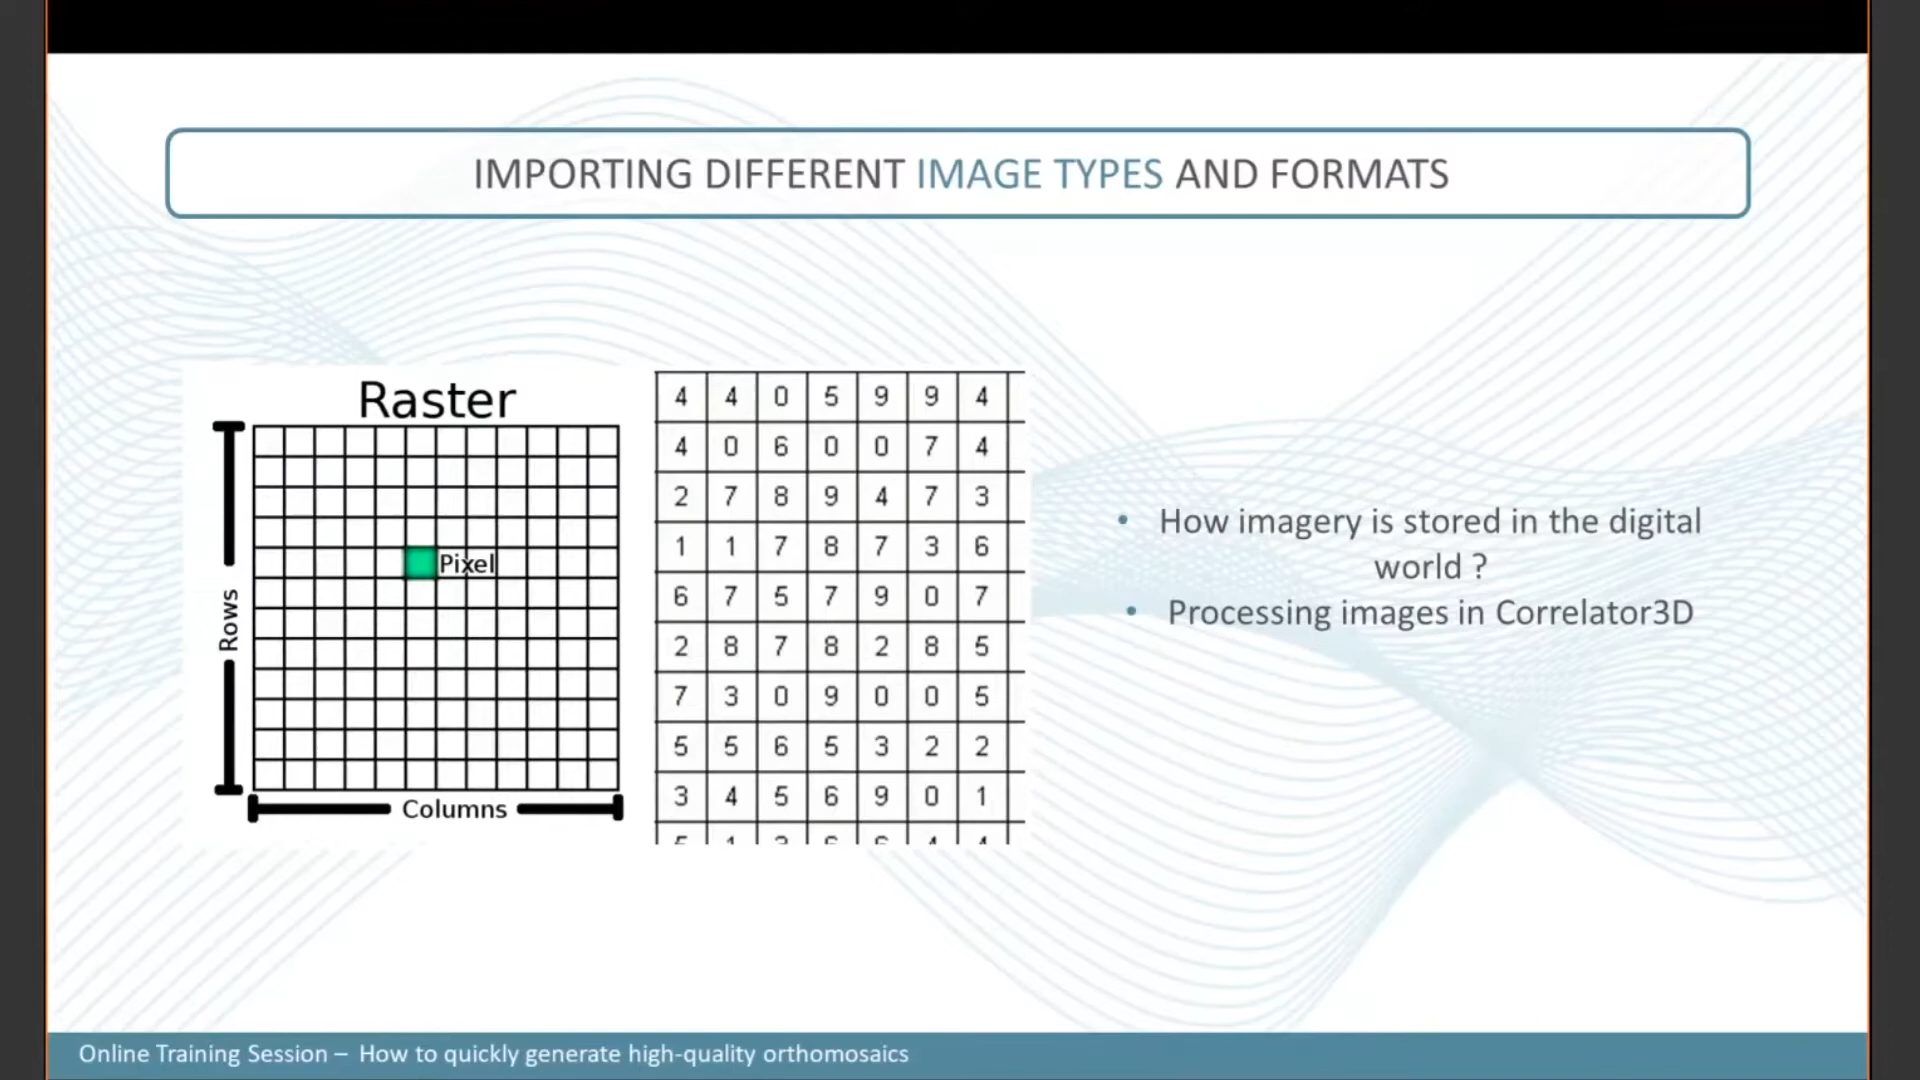 IMPORTING DIFFERENT IMAGE TYPES AND FORMATS
Raster
Pixel
Rows
Columns
4 4 0 5 9 9 4
4 0 6 0 0 7 4
2 7 8 9 4 7 3
1 1 7 8 7 3 6
6 7 5 7 9 0 7
2 8 7 8 2 8 5
7 3 0 9 0 0 5
5 5 6 5 3 2 2
3 4 5 6 9 0 1
• How imagery is stored in the digital
world ?
• Processing images in Correlator3D
Online Training Session – How to quickly generate high-quality orthomosaics